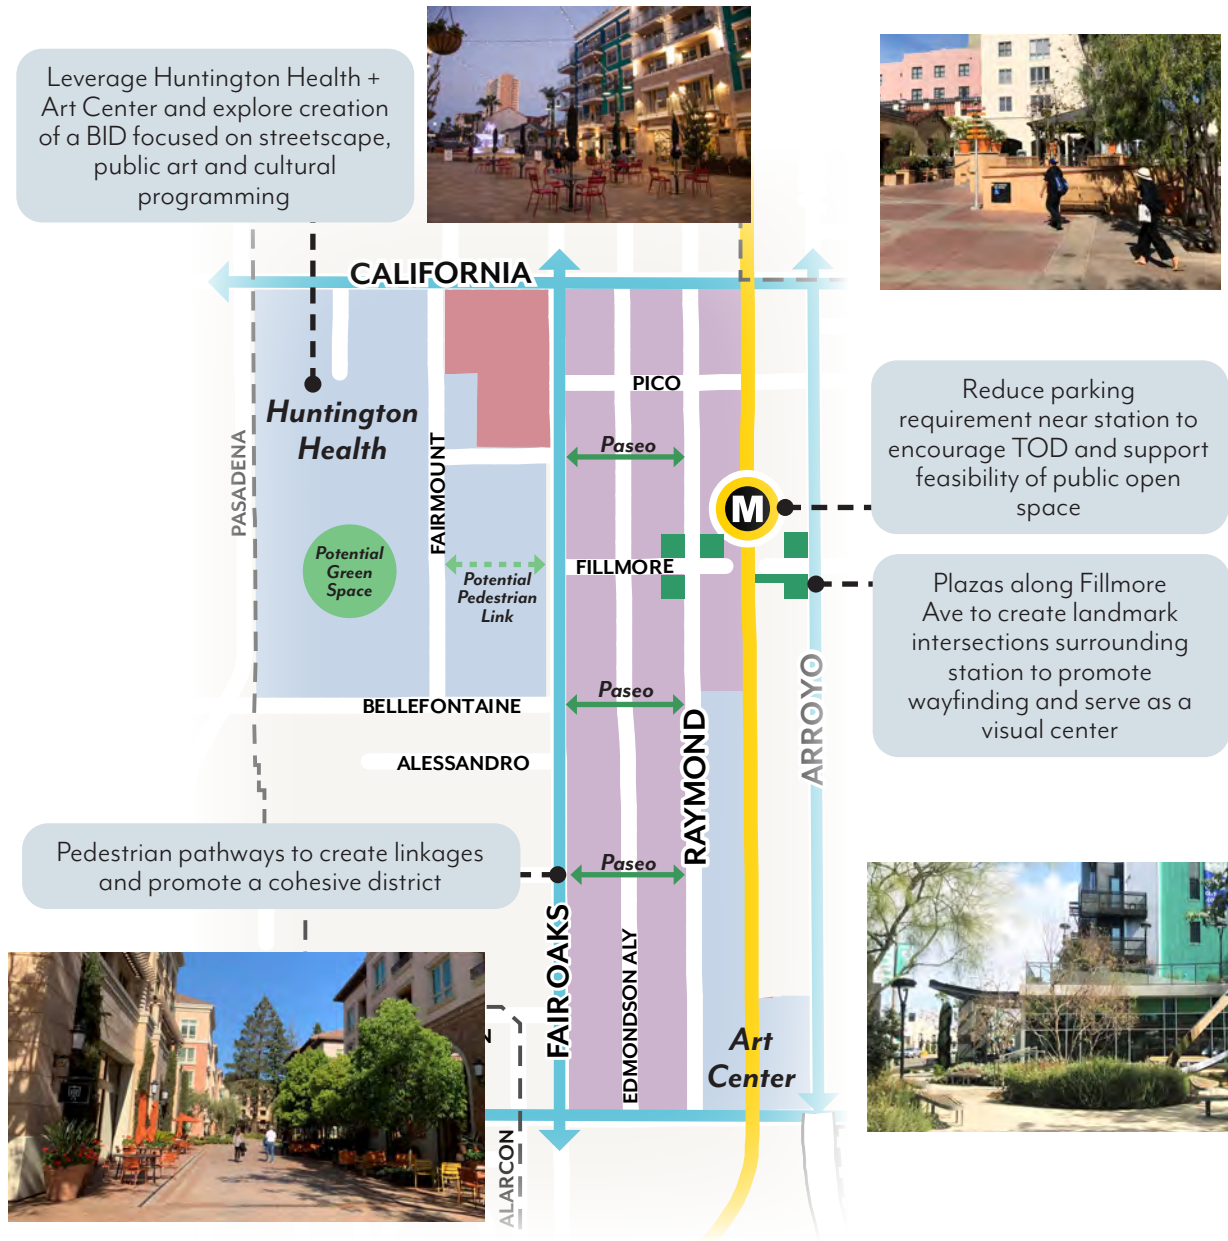 Leverage Huntington Health +
Art Center and explore creation
of a BID focused on streetscape,
public art and cultural
programming
CALIFORNIA
PICO
Huntington
Health
Paseo
PASADENA
FAIRMOUNT
M
Reduce parking
requirement near station to
encourage TOD and support
feasibility of public open
space
Potential
Green
Space
Potential
Pedestrian
Link
FILLMORE
Plazas along Fillmore
Ave to create landmark
intersections surrounding
station to promote
wayfinding and serve as a
visual center
Paseo
BELLEFONTAINE
ALESSANDRO
RAYMOND
ARROYO
Pedestrian pathways to create linkages
and promote a cohesive district
Paseo
FAIR OAKS
EDMONDSON ALY
Art
Center
ALARCON